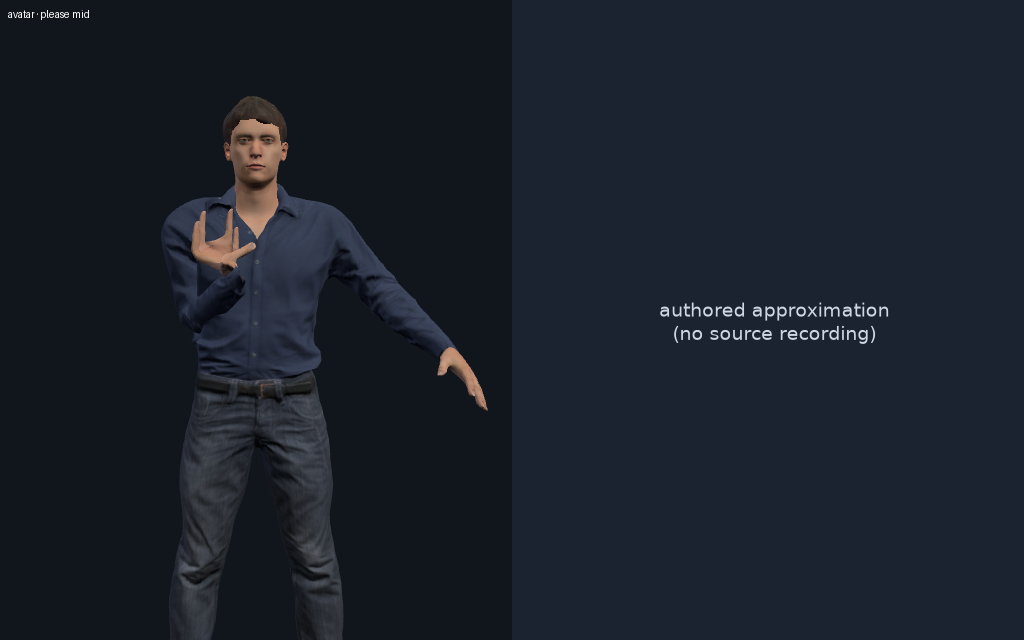 avatar · please mid
authored approximation
(no source recording)